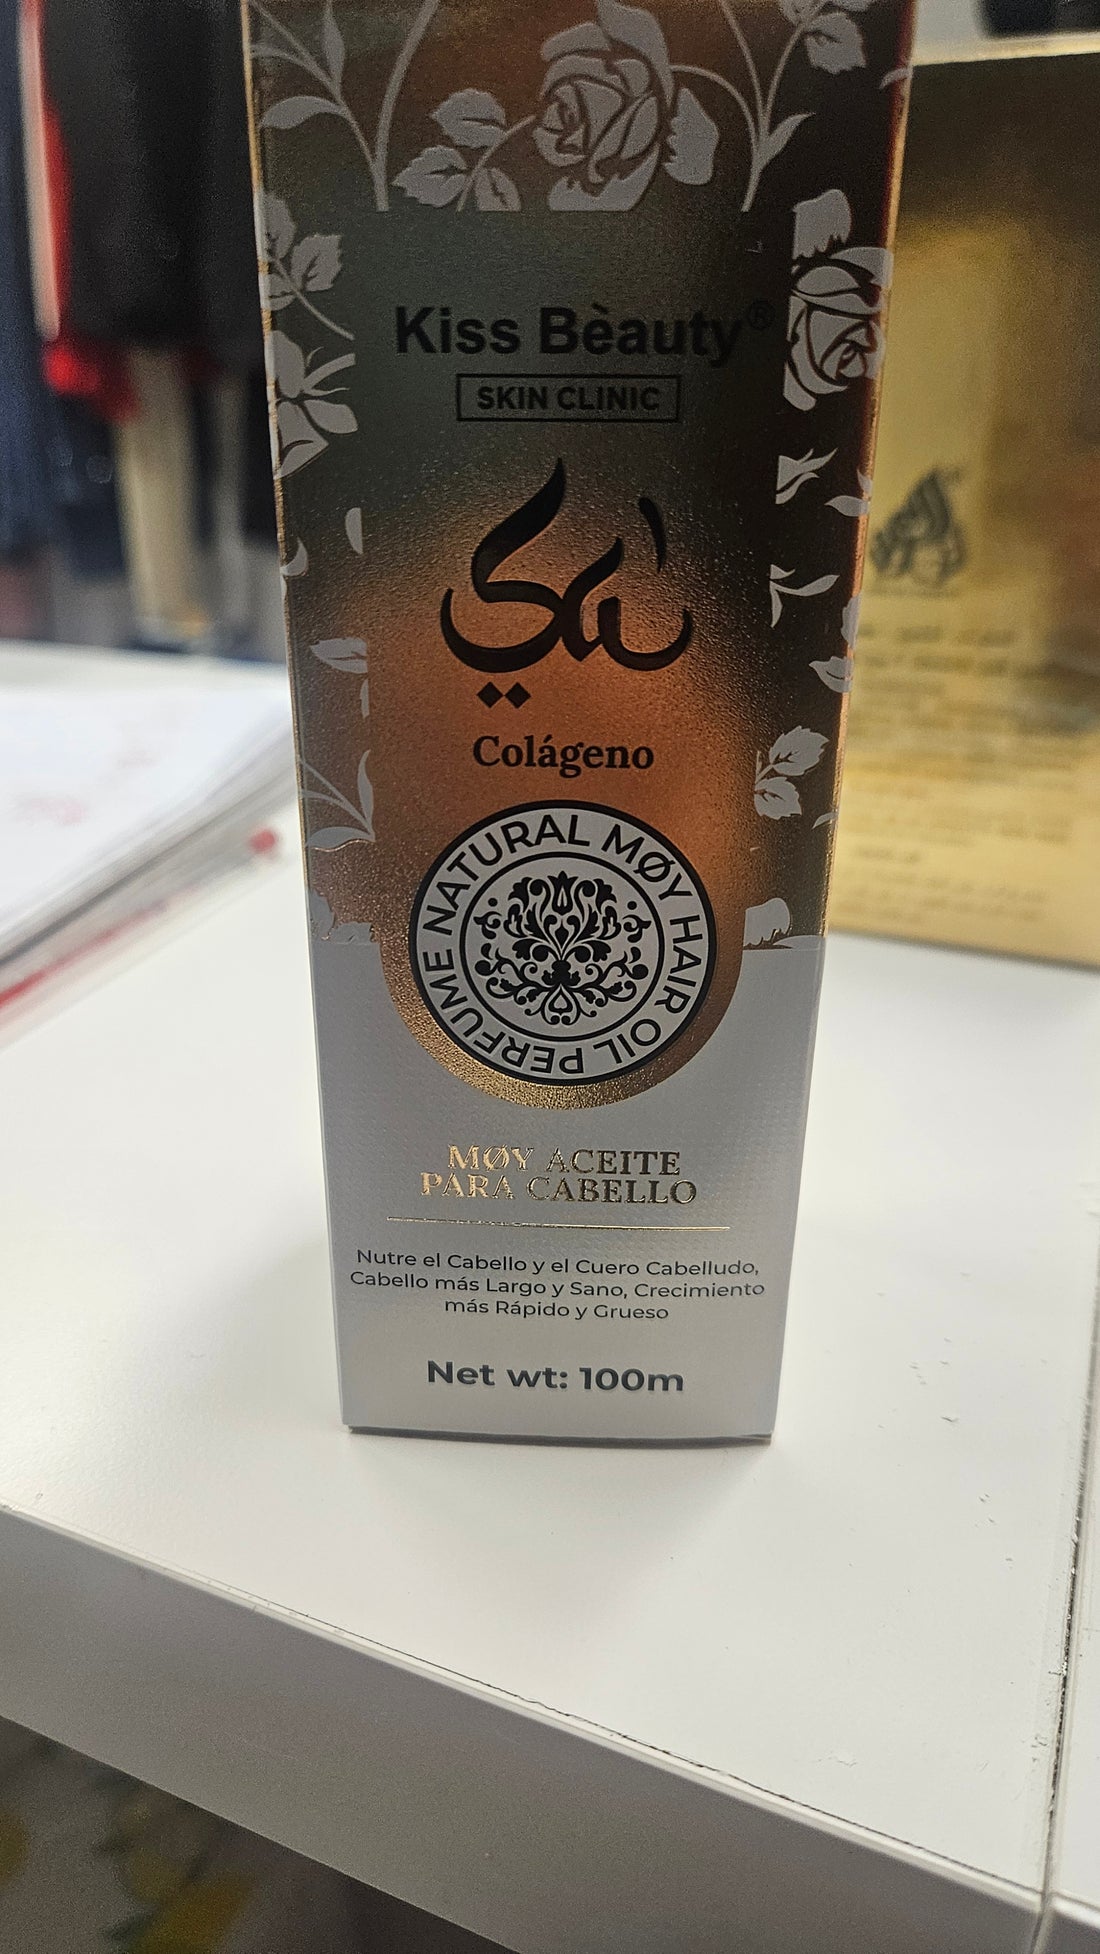 Kiss Bèauty®
SKIN CLINIC
Colágeno
NATURAL MØY HAIR OIL PERFUME
MØY ACEITE
PARA CABELLO
Nutre el Cabello y el Cuero Cabelludo,
Cabello más Largo y Sano, Crecimiento
más Rápido y Grueso
Net wt: 100m